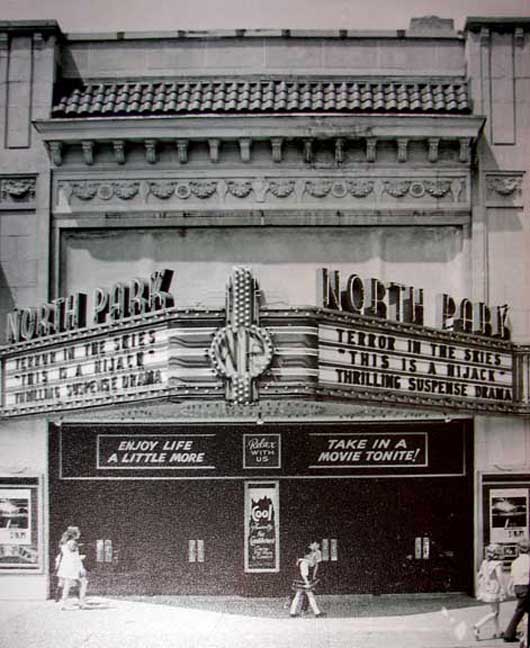 NORTH PARK
NORTH PARK
TERROR IN THE SKIES
"THIS IS A HIJACK"
THRILLING SUSPENSE DRAMA
NP
TERROR IN THE SKIES
"THIS IS A HIJACK"
THRILLING SUSPENSE DRAMA
ENJOY LIFE
A LITTLE MORE
Relax
WITH
US
TAKE IN A
MOVIE TONITE!
COOL